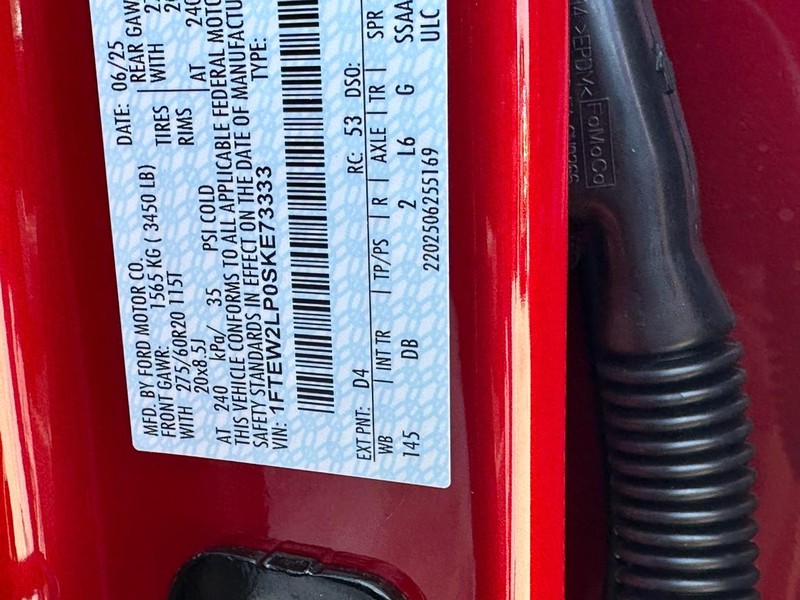 MFD. BY FORD MOTOR CO.
DATE: 06/25
FRONT GAWR: 1565 KG ( 3450 LB)
REAR GAW
WITH 275/60R20 115T
TIRES
WITH
20x8.5J
RIMS
AT 240 kPa/ 35 PSI COLD
AT 240
THIS VEHICLE CONFORMS TO ALL APPLICABLE FEDERAL MOTO
SAFETY STANDARDS IN EFFECT ON THE DATE OF MANUFACTU
VIN: 1FTEW2LP0SKE73333
TYPE:
EXT PNT: D4 RC: 53 DSO:
WB INT TR TP/PS R AXLE TR SPR
145 DB 2 L6 G SSAA
2202506255169 ULC
>EPDM<
FoMoCo